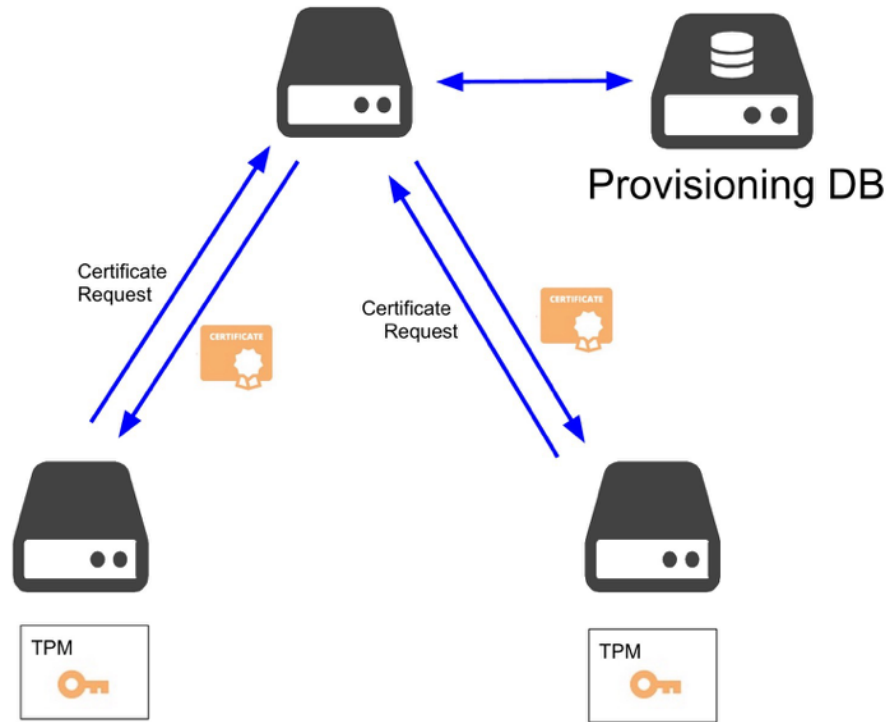 Provisioning DB
Certificate
Request
CERTIFICATE
Certificate
Request
CERTIFICATE
TPM
TPM